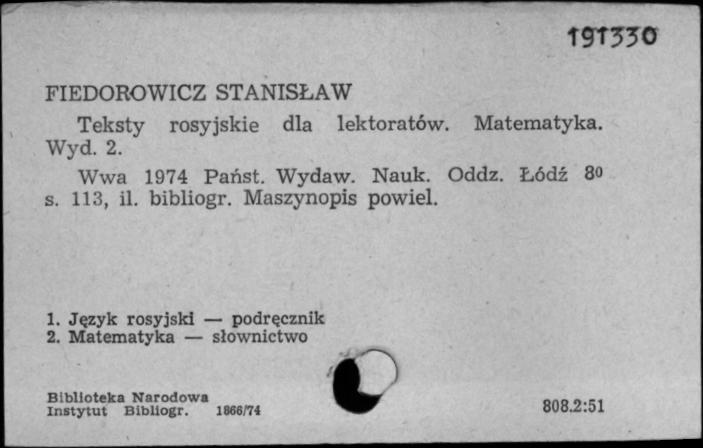 191330
FIEDOROWICZ STANISŁAW
Teksty rosyjskie dla lektoratów. Matematyka.
Wyd. 2.
Wwa 1974 Państ. Wydaw. Nauk. Oddz. Łódź 8º
s. 113, il. bibliogr. Maszynopis powiel.
1. Język rosyjski — podręcznik
2. Matematyka — słownictwo
Biblioteka Narodowa
Instytut Bibliogr. 1866/74
808.2:51